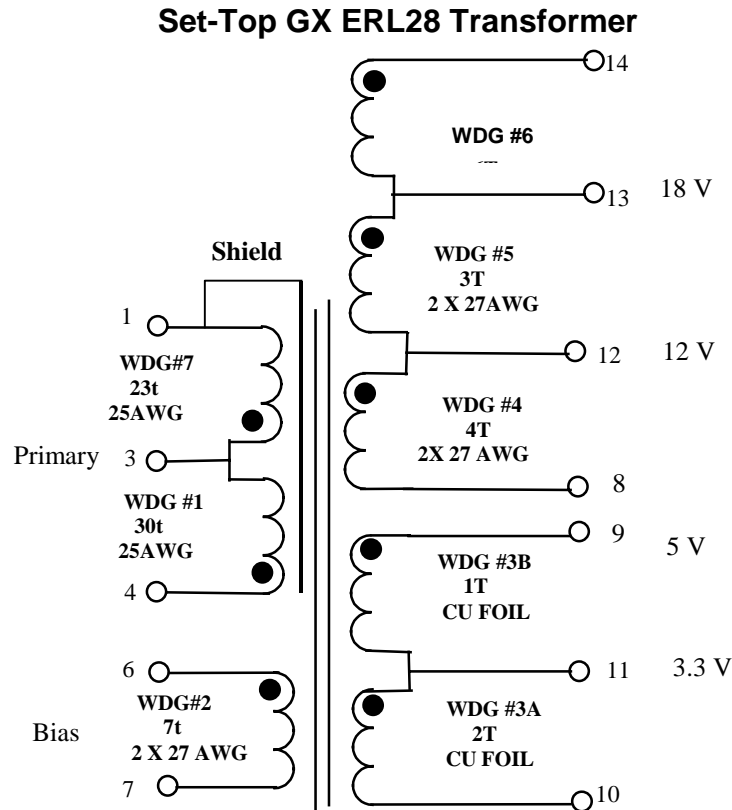 Set-Top GX ERL28 Transformer
14
WDG #6
13
18 V
Shield
WDG #5
3T
2 X 27AWG
1
12
12 V
WDG#7
23t
25AWG
WDG #4
4T
2X 27 AWG
Primary
3
8
WDG #1
30t
25AWG
9
5 V
WDG #3B
1T
CU FOIL
4
6
11
3.3 V
WDG#2
7t
2 X 27 AWG
Bias
WDG #3A
2T
CU FOIL
7
10